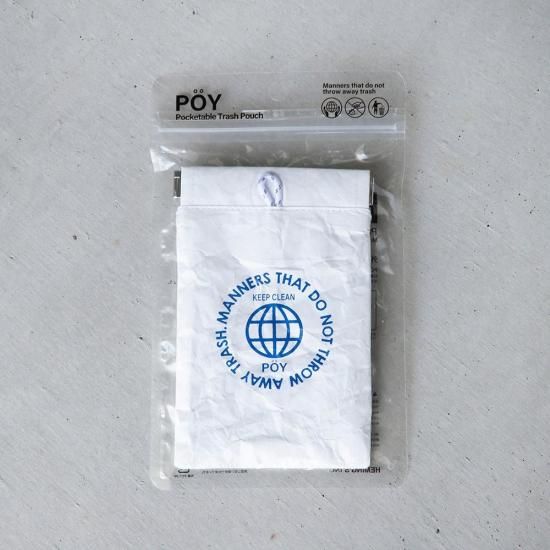 PÖY
Pocketable Trash Pouch
Manners that do not
throw away trash
MANNERS THAT DO NOT THROW AWAY TRASH.
KEEP CLEAN
PÖY